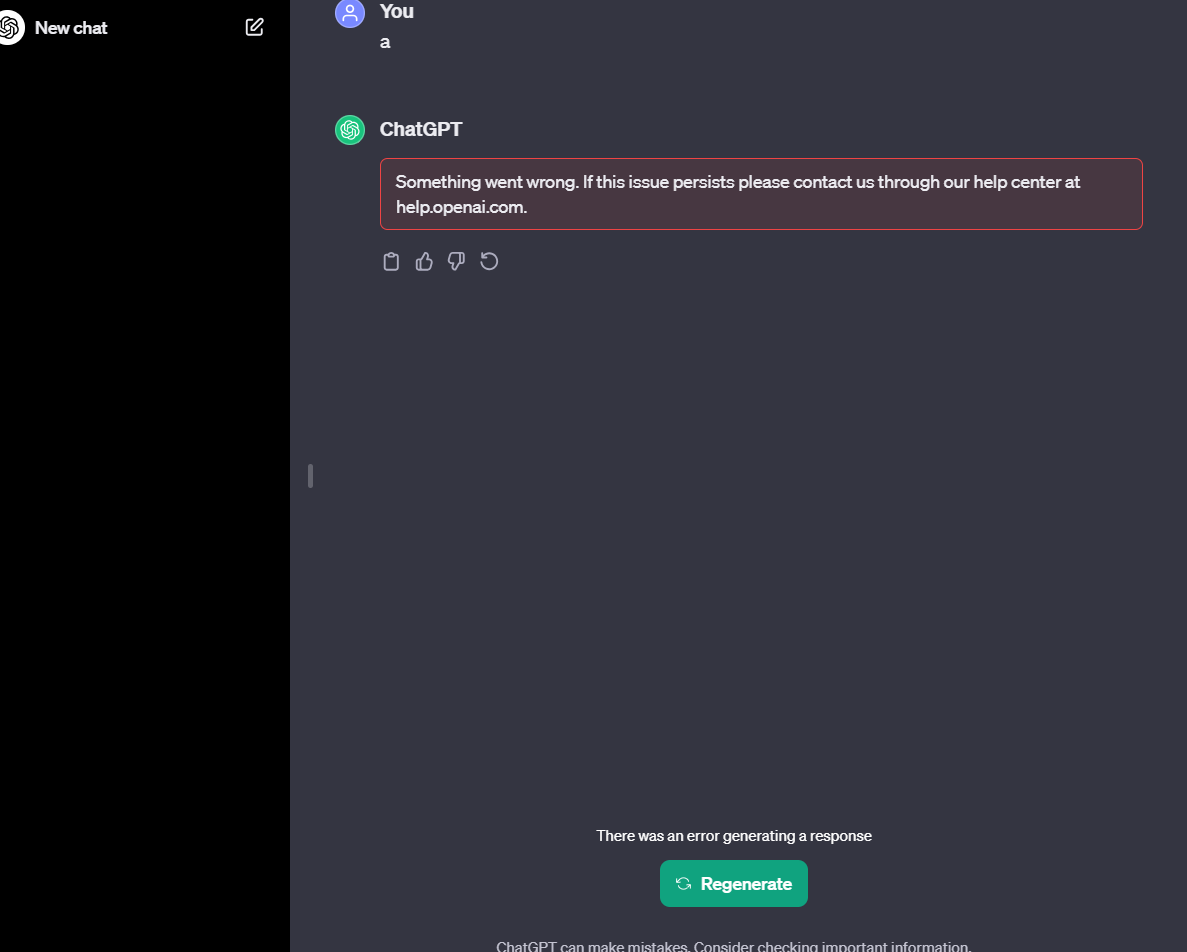 New chat
You
a
ChatGPT
Something went wrong. If this issue persists please contact us through our help center at
help.openai.com.
There was an error generating a response
Regenerate
ChatGPT can make mistakes. Consider checking important information.